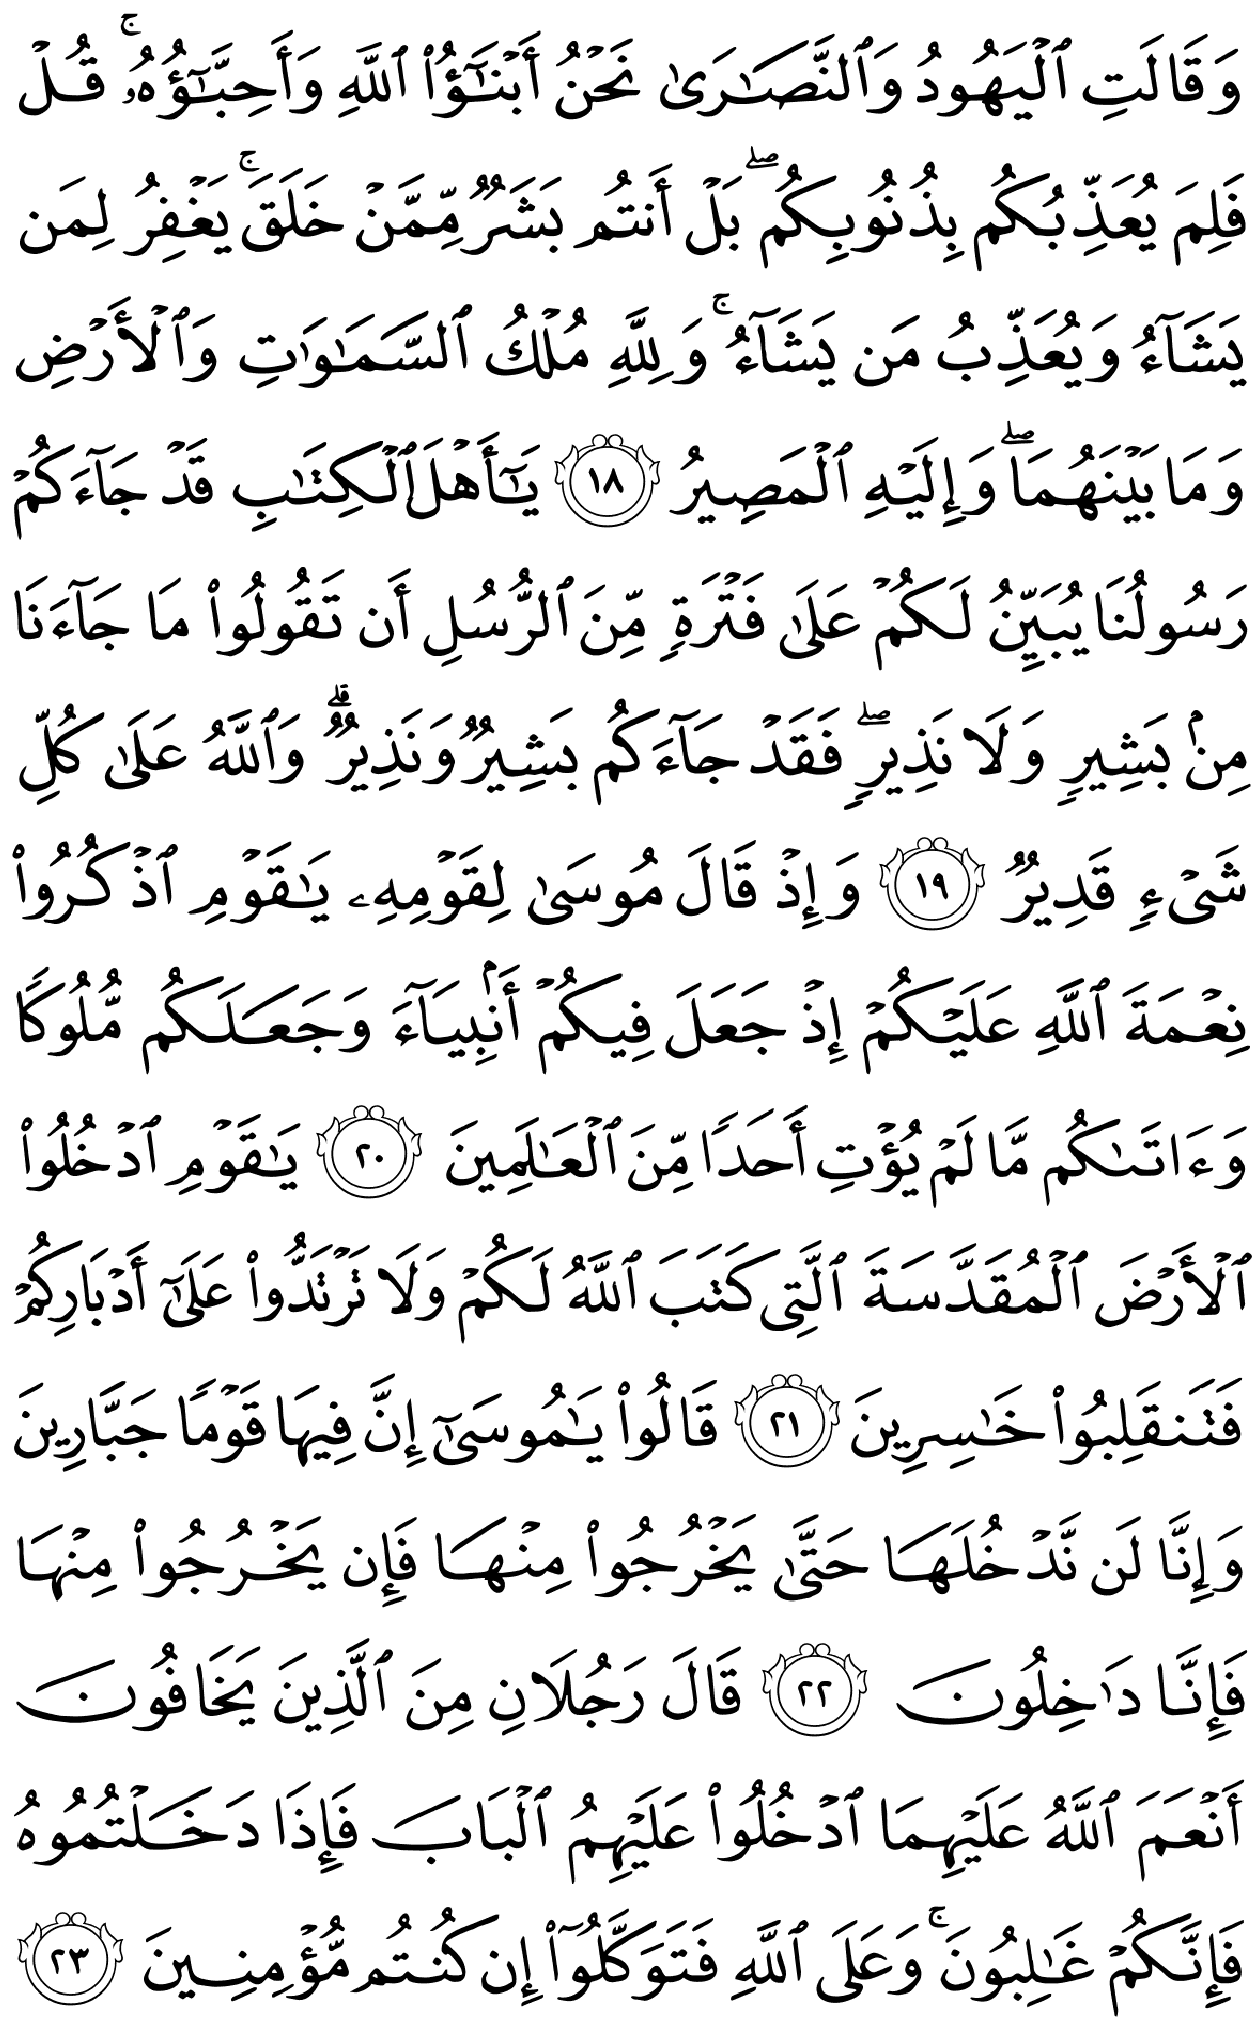 وَقَالَتِ ٱلْيَهُودُ وَٱلنَّصَـٰرَىٰ نَحْنُ أَبْنَـٰٓؤُا۟ ٱللَّهِ وَأَحِبَّـٰٓؤُهُۥ ۚ قُلْ
فَلِمَ يُعَذِّبُكُم بِذُنُوبِكُم ۖ بَلْ أَنتُم بَشَرٌ مِّمَّنْ خَلَقَ ۚ يَغْفِرُ لِمَن
يَشَآءُ وَيُعَذِّبُ مَن يَشَآءُ ۚ وَلِلَّهِ مُلْكُ ٱلسَّمَـٰوَٰتِ وَٱلْأَرْضِ
وَمَا بَيْنَهُمَا ۖ وَإِلَيْهِ ٱلْمَصِيرُ ١٨ يَـٰٓأَهْلَ ٱلْكِتَـٰبِ قَدْ جَآءَكُمْ
رَسُولُنَا يُبَيِّنُ لَكُمْ عَلَىٰ فَتْرَةٍ مِّنَ ٱلرُّسُلِ أَن تَقُولُوا۟ مَا جَآءَنَا
مِنۢ بَشِيرٍ وَلَا نَذِيرٍ ۖ فَقَدْ جَآءَكُم بَشِيرٌ وَنَذِيرٌ ۗ وَٱللَّهُ عَلَىٰ كُلِّ
شَىْءٍ قَدِيرٌ ١٩ وَإِذْ قَالَ مُوسَىٰ لِقَوْمِهِۦ يَـٰقَوْمِ ٱذْكُرُوا۟
نِعْمَةَ ٱللَّهِ عَلَيْكُمْ إِذْ جَعَلَ فِيكُمْ أَنۢبِيَآءَ وَجَعَلَكُم مُّلُوكًا
وَءَاتَىٰكُم مَّا لَمْ يُؤْتِ أَحَدًا مِّنَ ٱلْعَـٰلَمِينَ ٢٠ يَـٰقَوْمِ ٱدْخُلُوا۟
ٱلْأَرْضَ ٱلْمُقَدَّسَةَ ٱلَّتِى كَتَبَ ٱللَّهُ لَكُمْ وَلَا تَرْتَدُّوا۟ عَلَىٰٓ أَدْبَارِكُمْ
فَتَنقَلِبُوا۟ خَـٰسِرِينَ ٢١ قَالُوا۟ يَـٰمُوسَىٰٓ إِنَّ فِيهَا قَوْمًا جَبَّارِينَ
وَإِنَّا لَن نَّدْخُلَهَا حَتَّىٰ يَخْرُجُوا۟ مِنْهَا فَإِن يَخْرُجُوا۟ مِنْهَا
فَإِنَّا دَٰخِلُونَ ٢٢ قَالَ رَجُلَانِ مِنَ ٱلَّذِينَ يَخَافُونَ
أَنْعَمَ ٱللَّهُ عَلَيْهِمَا ٱدْخُلُوا۟ عَلَيْهِمُ ٱلْبَابَ فَإِذَا دَخَلْتُمُوهُ
فَإِنَّكُمْ غَـٰلِبُونَ ۚ وَعَلَى ٱللَّهِ فَتَوَكَّلُوٓا۟ إِن كُنتُم مُّؤْمِنِينَ ٢٣